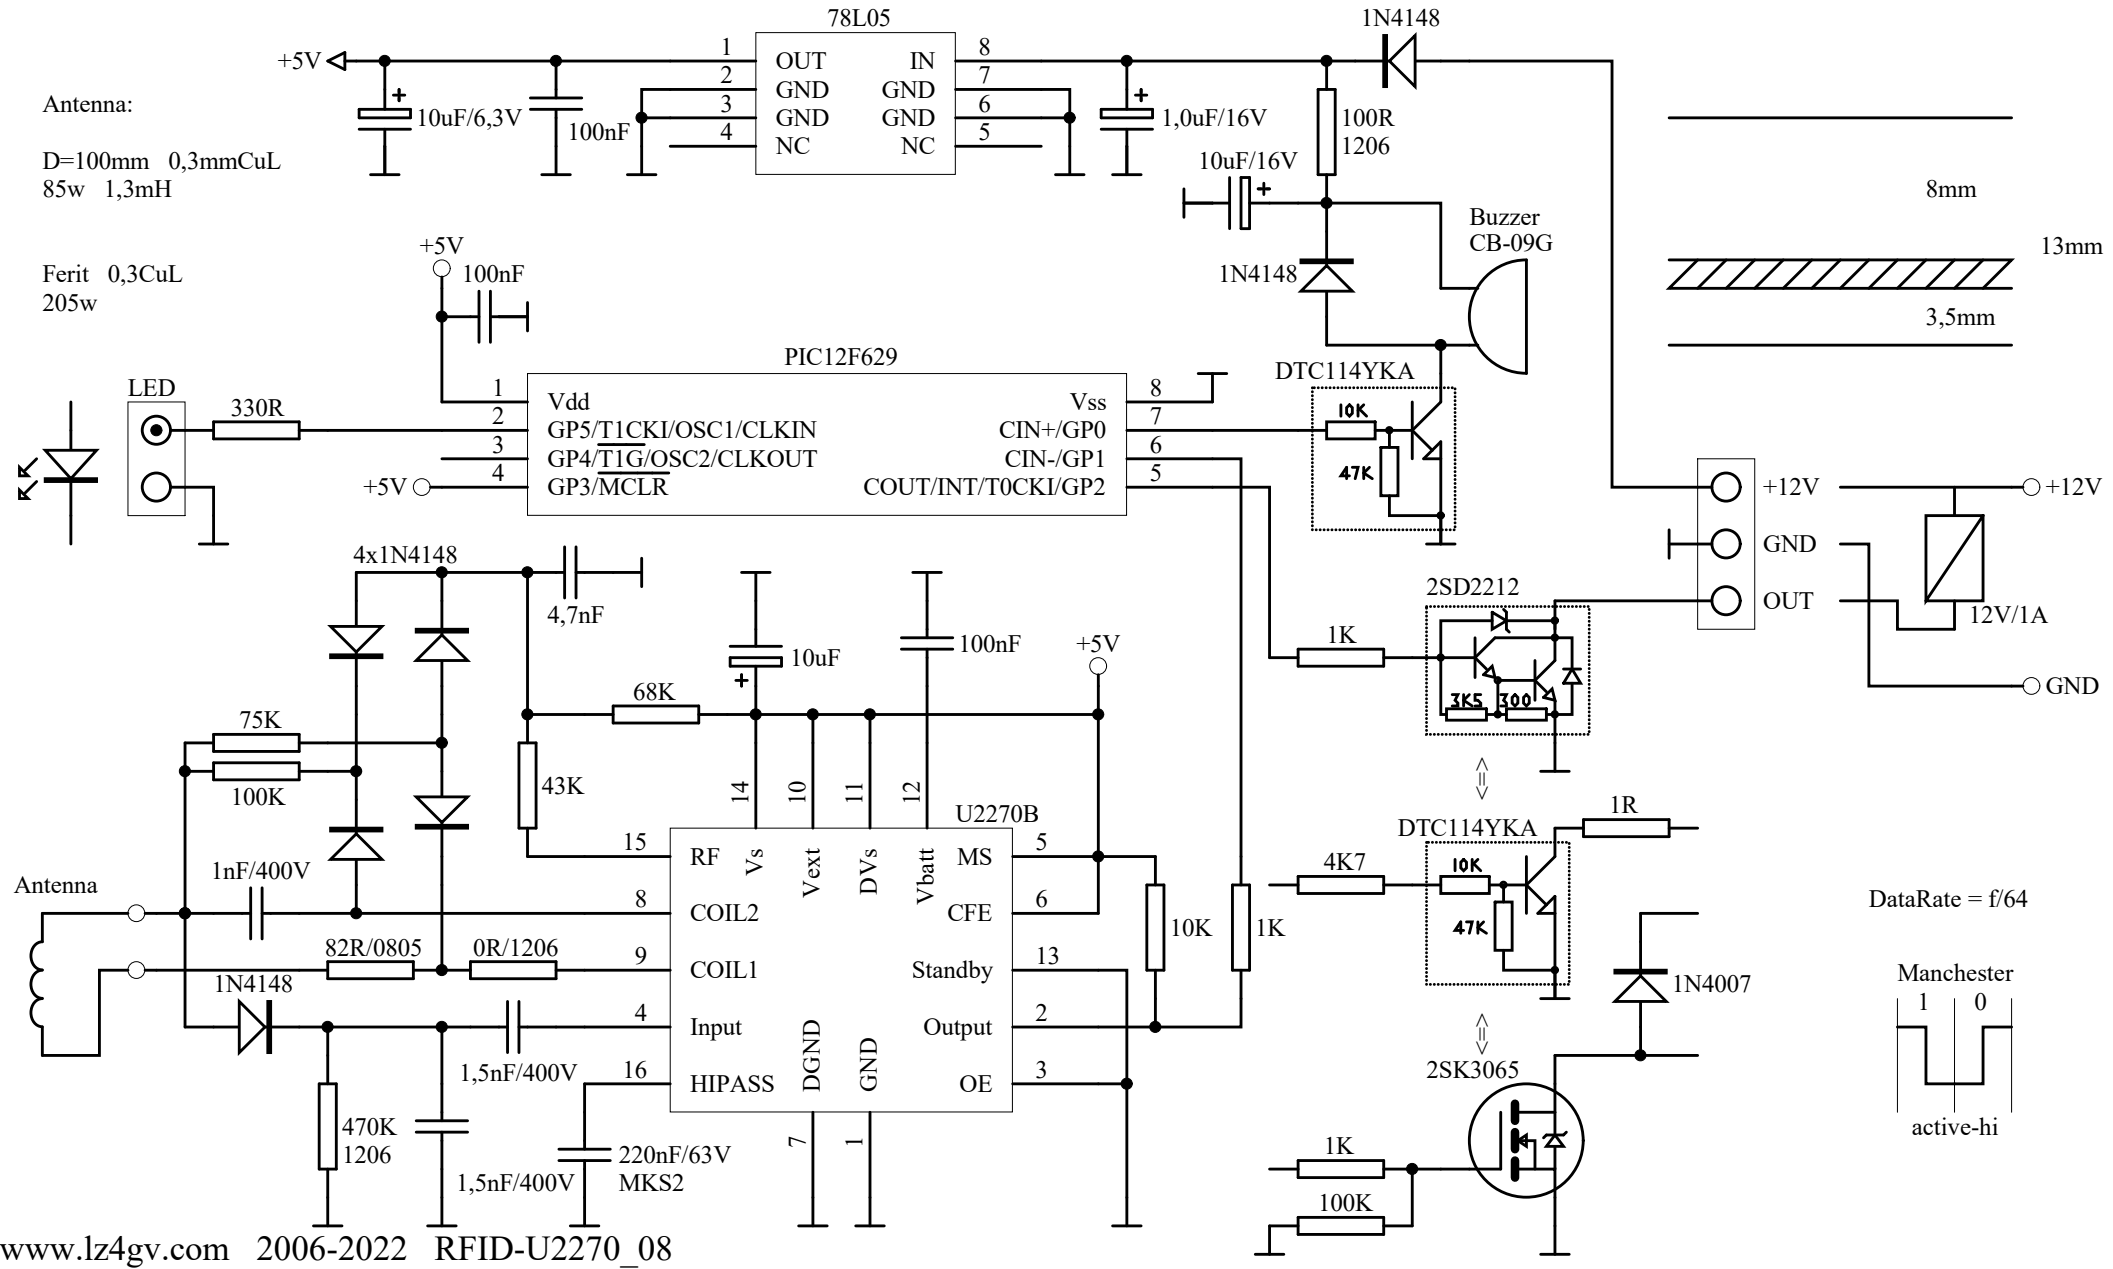 78L05
1N4148
+5V
1
OUT
IN
8
2
GND
GND
7
3
GND
GND
6
4
NC
NC
5
+
10uF/6,3V
100nF
+
1,0uF/16V
100R
1206
10uF/16V
+
Antenna:
D=100mm 0,3mmCuL
85w 1,3mH
Ferit 0,3CuL
205w
8mm
13mm
3,5mm
Buzzer
CB-09G
1N4148
+5V
100nF
PIC12F629
DTC114YKA
10K
47K
LED
330R
1
Vdd
Vss
8
2
GP5/T1CKI/OSC1/CLKIN
CIN+/GP0
7
3
GP4/T1G/OSC2/CLKOUT
CIN-/GP1
6
+5V
4
GP3/MCLR
COUT/INT/T0CKI/GP2
5
+12V
+12V
GND
OUT
12V/1A
GND
4x1N4148
4,7nF
10uF
+
100nF
+5V
2SD2212
1K
3K5
300
68K
75K
100K
43K
14
10
11
12
U2270B
<=>
DTC114YKA
1R
4K7
10K
47K
15
RF
Vs
Vext
DVs
Vbatt
MS
5
1nF/400V
Antenna
8
COIL2
CFE
6
82R/0805
0R/1206
9
COIL1
Standby
13
10K
1K
1N4148
4
Input
DGND
GND
Output
2
1,5nF/400V
16
HIPASS
OE
3
470K
1206
1,5nF/400V
220nF/63V
MKS2
7
1
1N4007
<=>
2SK3065
1K
100K
DataRate = f/64
Manchester
1
0
active-hi
www.lz4gv.com 2006-2022 RFID-U2270_08